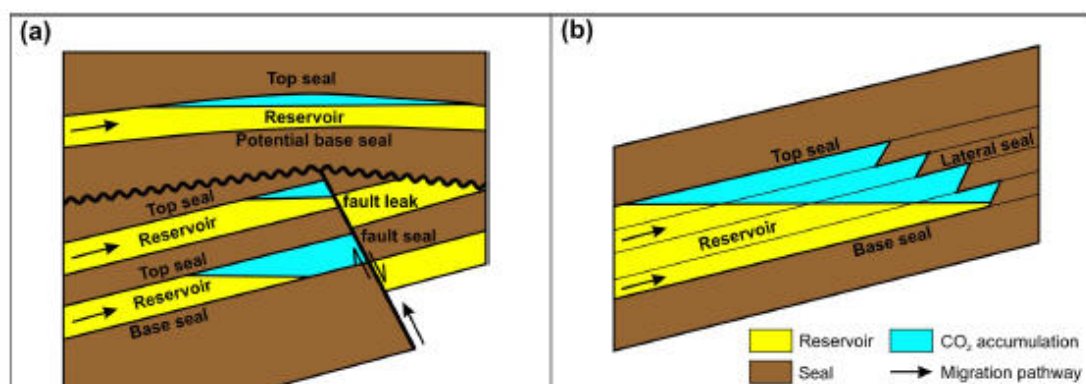 (a)
Top seal
Reservoir
Potential base seal
Top seal
fault leak
Reservoir
fault seal
Top seal
Reservoir
Base seal
(b)
Top seal
Lateral seal
Reservoir
Base seal
Reservoir
CO₂ accumulation
Seal
Migration pathway